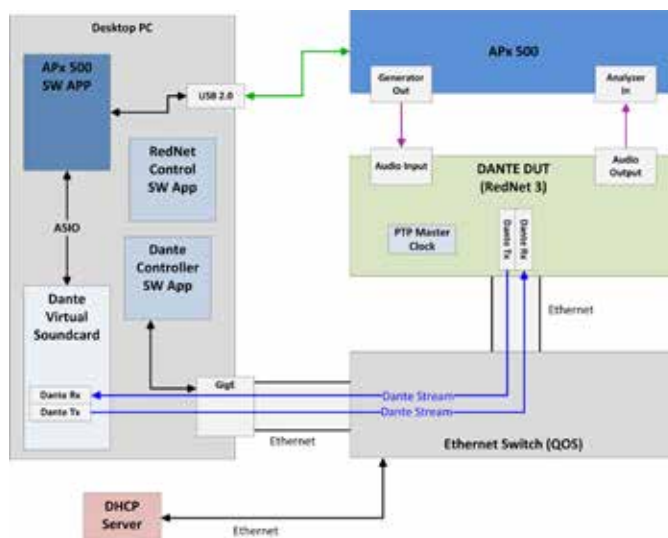 Desktop PC
APx 500
SW APP
USB 2.0
RedNet
Control
SW App
ASIO
Dante
Controller
SW App
Dante
Virtual
Soundcard
Dante Rx
Dante Tx
GigE
APx 500
Generator
Out
Analyzer
In
Audio Input
DANTE DUT
(RedNet 3)
Audio
Output
PTP Master
Clock
Dante Tx
Dante Rx
Ethernet
Dante Stream
Dante Stream
Ethernet
Ethernet Switch (QOS)
DHCP
Server
Ethernet